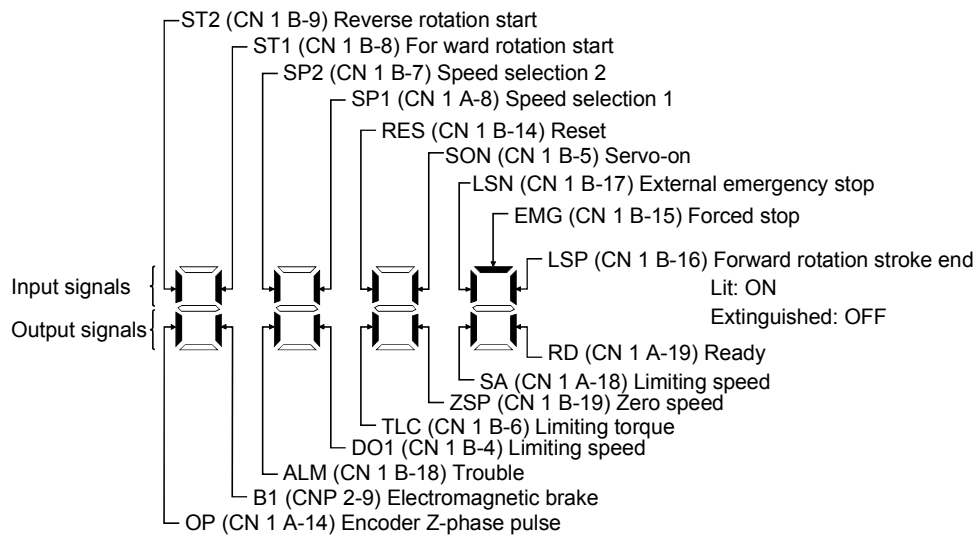 ST2 (CN 1 B-9) Reverse rotation start
ST1 (CN 1 B-8) For ward rotation start
SP2 (CN 1 B-7) Speed selection 2
SP1 (CN 1 A-8) Speed selection 1
RES (CN 1 B-14) Reset
SON (CN 1 B-5) Servo-on
LSN (CN 1 B-17) External emergency stop
EMG (CN 1 B-15) Forced stop
LSP (CN 1 B-16) Forward rotation stroke end
Input signals
Lit: ON
Extinguished: OFF
Output signals
RD (CN 1 A-19) Ready
SA (CN 1 A-18) Limiting speed
ZSP (CN 1 B-19) Zero speed
TLC (CN 1 B-6) Limiting torque
DO1 (CN 1 B-4) Limiting speed
ALM (CN 1 B-18) Trouble
B1 (CNP 2-9) Electromagnetic brake
OP (CN 1 A-14) Encoder Z-phase pulse